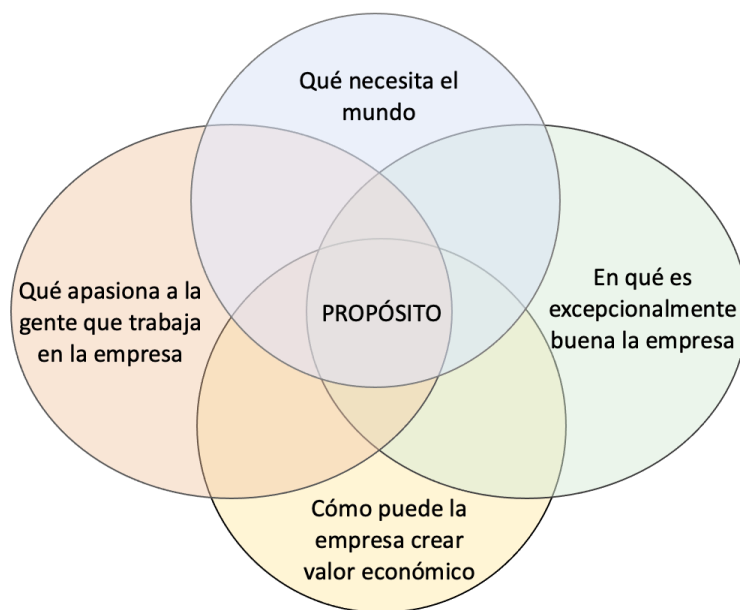 Qué necesita el
mundo
Qué apasiona a la
gente que trabaja
en la empresa
PROPÓSITO
En qué es
excepcionalmente
buena la empresa
Cómo puede la
empresa crear
valor económico